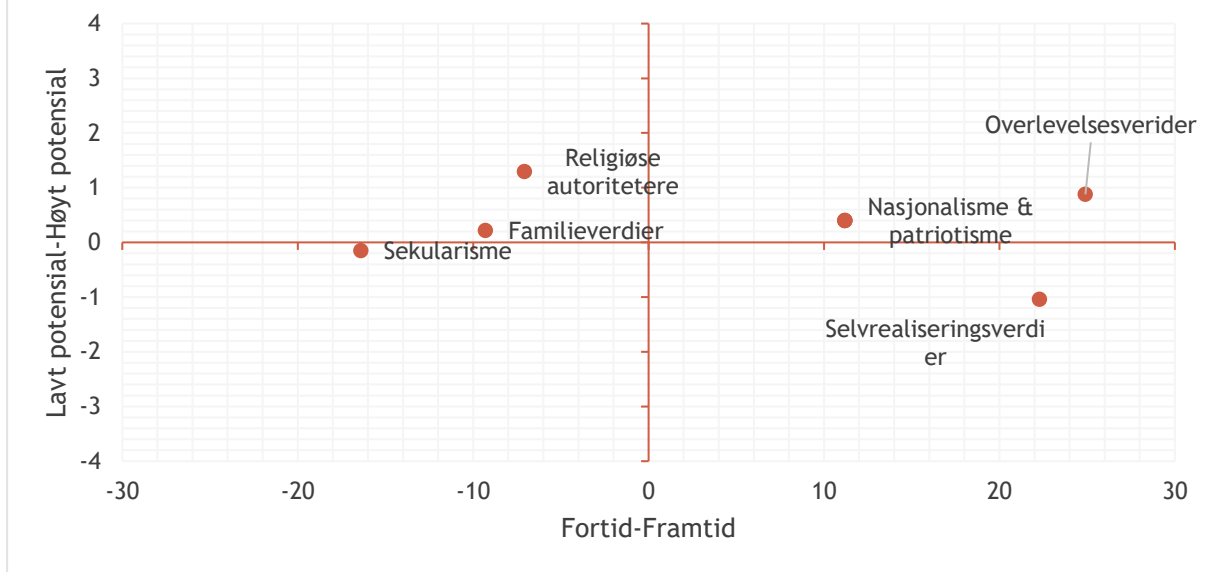 4
3
2
1
0
-1
-2
-3
-4
Lavt potensial-Høyt potensial
Overlevelsesverider
Religiøse
autoritetere
Nasjonalisme &
patriotisme
Familieverdier
Sekularisme
Selvrealiseringsverdi
er
-30
-20
-10
0
10
20
30
Fortid-Framtid